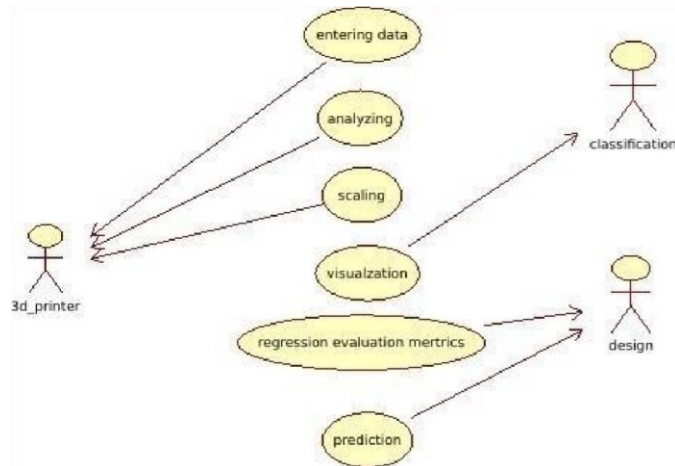 entering data
analyzing
classification
scaling
visualzation
3d_printer
regression evaluation mertrics
design
prediction